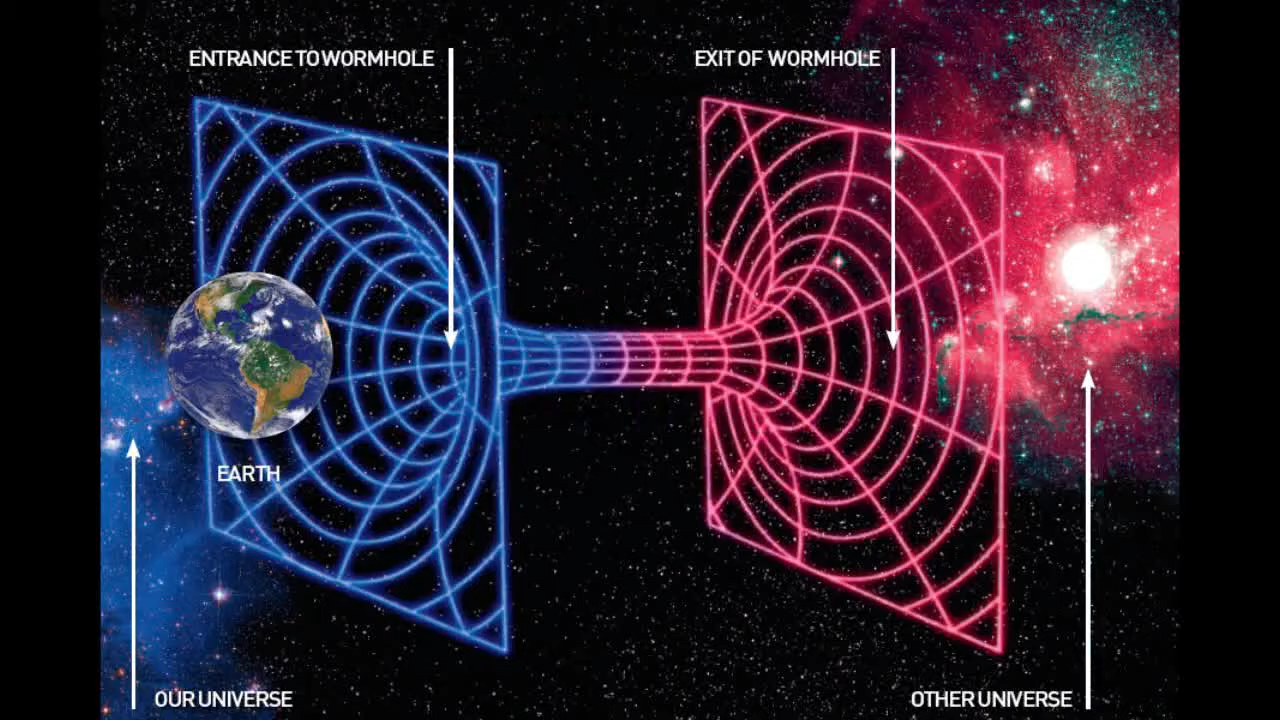 ENTRANCE TO WORMHOLE
EXIT OF WORMHOLE
EARTH
OUR UNIVERSE
OTHER UNIVERSE